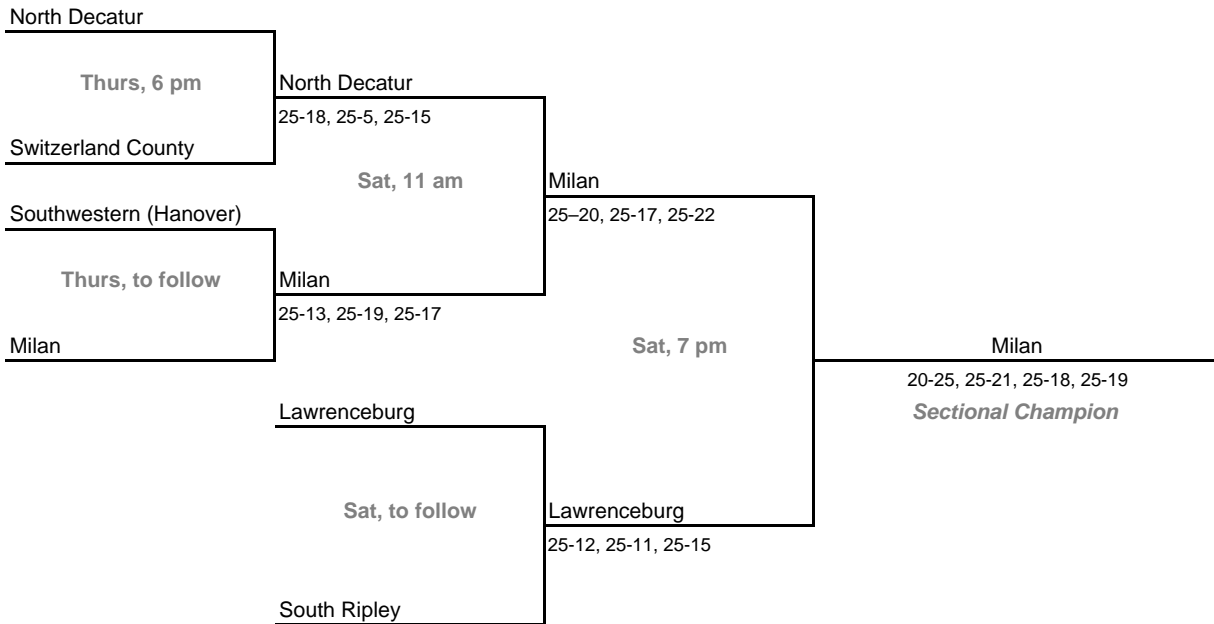 North Decatur
Thurs, 6 pm
North Decatur
25-18, 25-5, 25-15
Switzerland County
Sat, 11 am
Milan
Southwestern (Hanover)
25–20, 25-17, 25-22
Thurs, to follow
Milan
25-13, 25-19, 25-17
Milan
Sat, 7 pm
Milan
20-25, 25-21, 25-18, 25-19
Lawrenceburg
Sectional Champion
Sat, to follow
Lawrenceburg
25-12, 25-11, 25-15
South Ripley